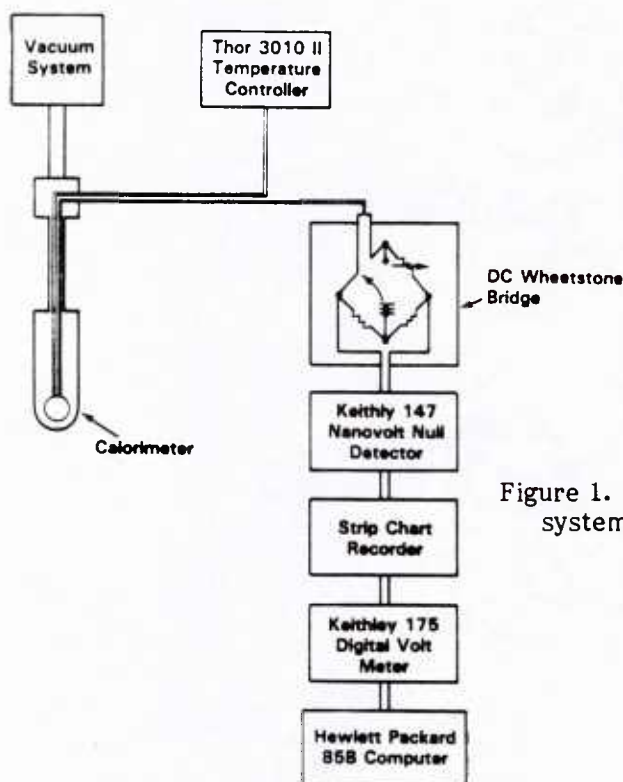 Vacuum
System
Thor 3010 II
Temperature
Controller
DC Wheetstone
Bridge
Calorimeter
Keithly 147
Nanovolt Null
Detector
Figure 1.
system
Strip Chart
Recorder
Keithley 175
Digital Volt
Meter
Hewlett Packard
85B Computer